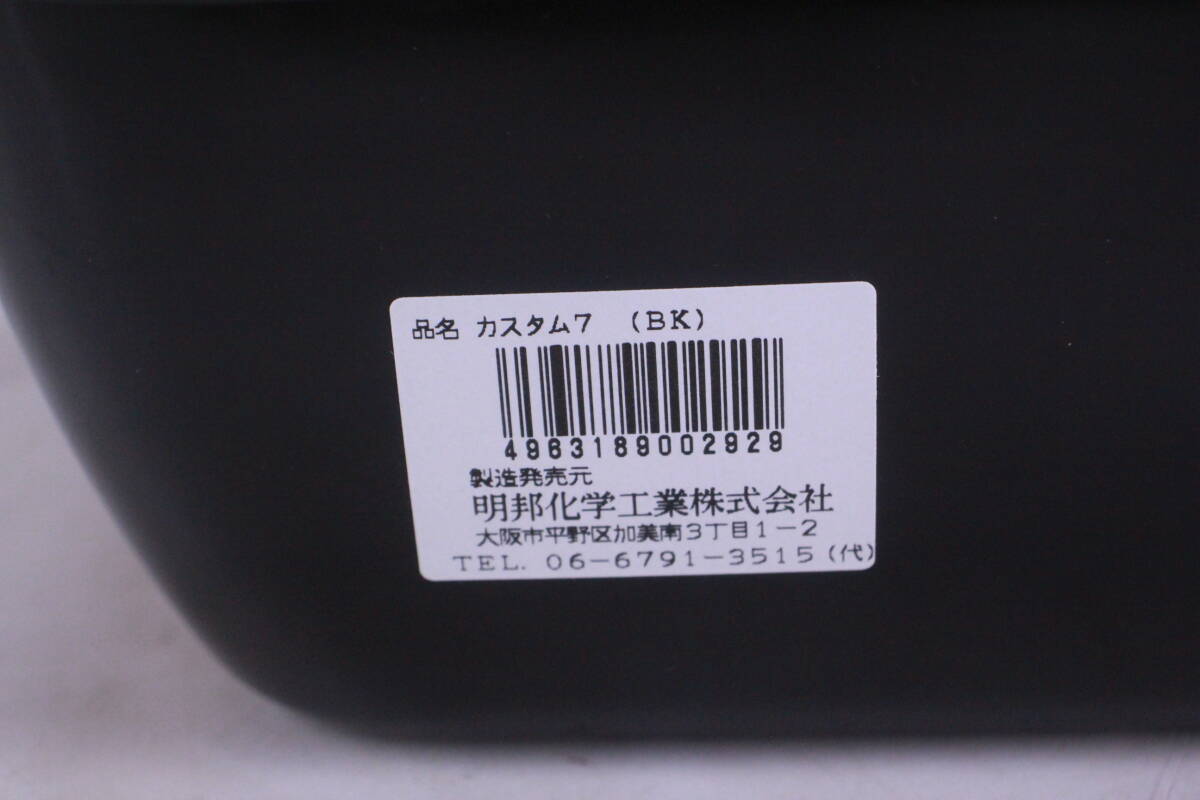 品名 カスタム7 (BK)
4963189002929
製造発売元
明邦化学工業株式会社
大阪市平野区加美南3丁目1-2
TEL. 06-6791-3515(代)